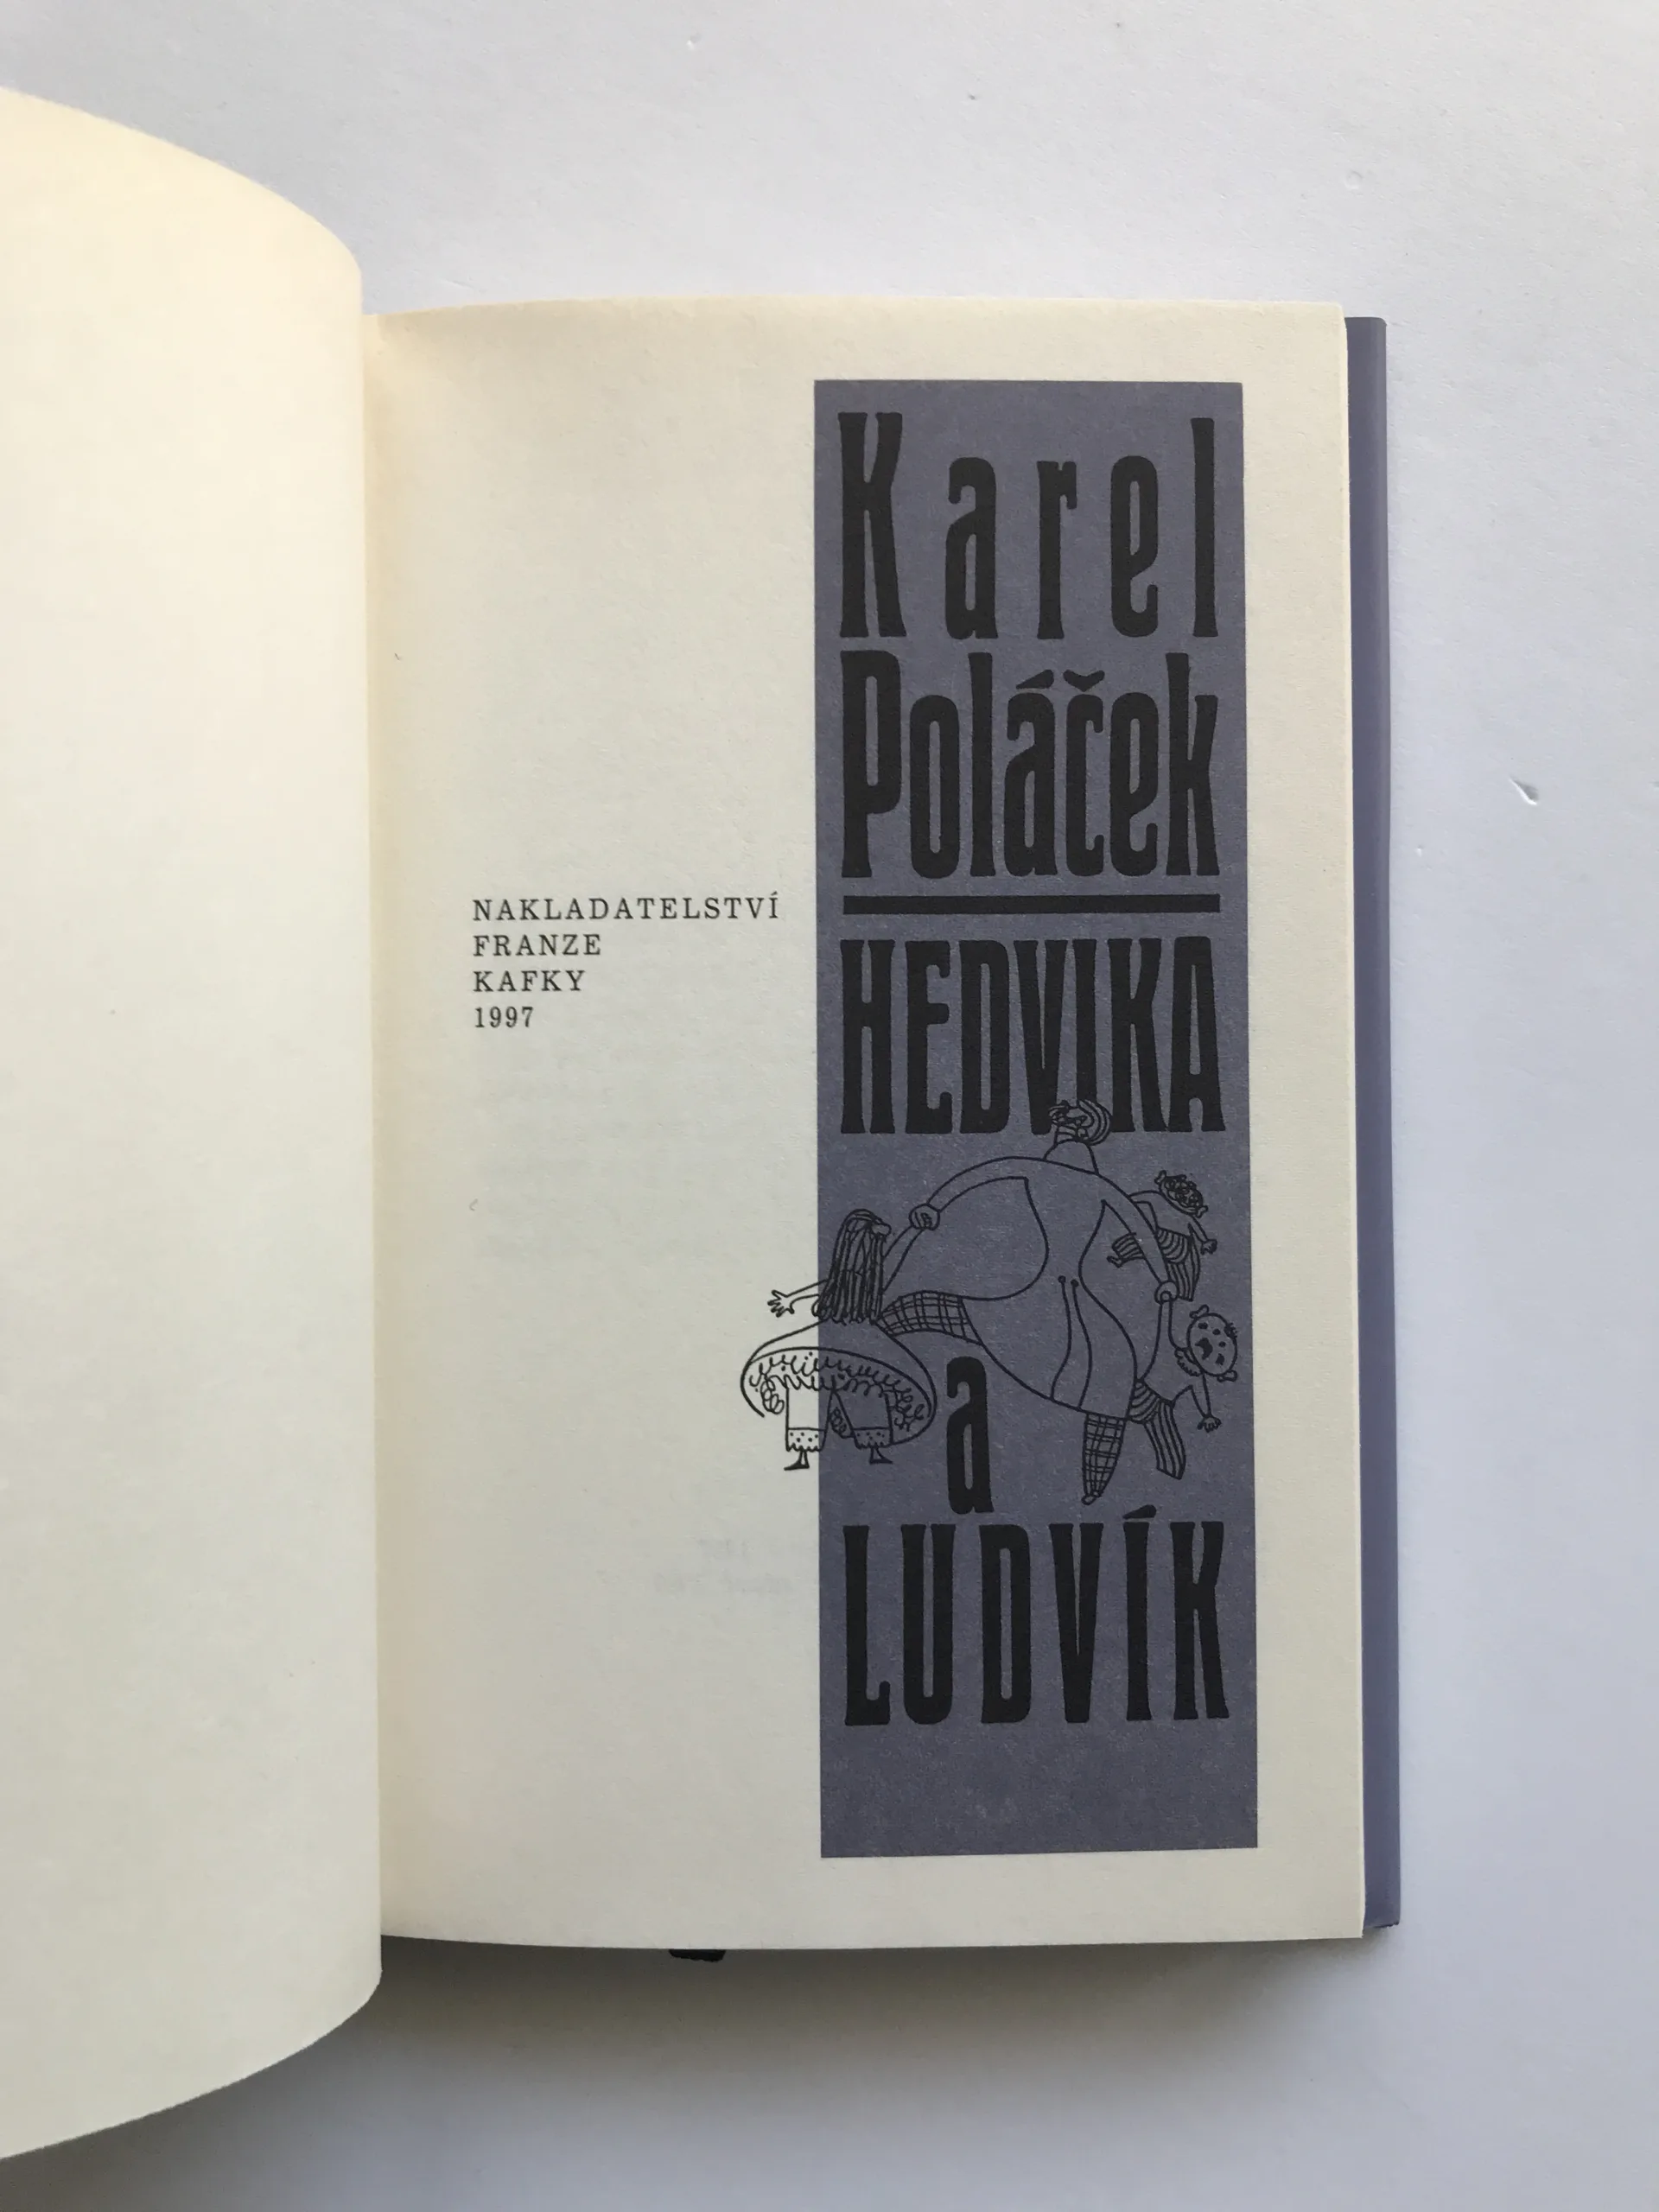 Karel
Poláček
HEDVIKA
a
LUDVÍK
NAKLADATELSTVÍ
FRANZE
KAFKY
1997